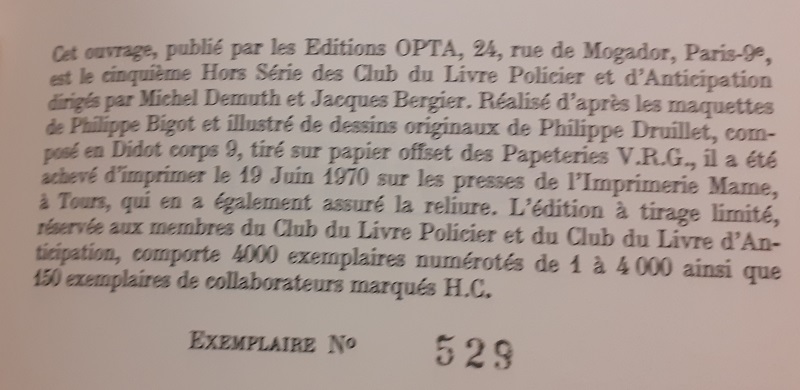 Cet ouvrage, publié par les Editions OPTA, 24, rue de Mogador, Paris-9e,
est le cinquième Hors Série des Club du Livre Policier et d'Anticipation
dirigés par Michel Demuth et Jacques Bergier. Réalisé d'après les maquettes
de Philippe Bigot et illustré de dessins originaux de Philippe Druillet, com-
posé en Didot corps 9, tiré sur papier offset des Papeteries V.R.G., il a été
achevé d'imprimer le 19 Juin 1970 sur les presses de l'Imprimerie Mame,
à Tours, qui en a également assuré la reliure. L'édition à tirage limité,
réservée aux membres du Club du Livre Policier et du Club du Livre d'An-
ticipation, comporte 4000 exemplaires numérotés de 1 à 4 000 ainsi que
150 exemplaires de collaborateurs marqués H.C.
EXEMPLAIRE No 529